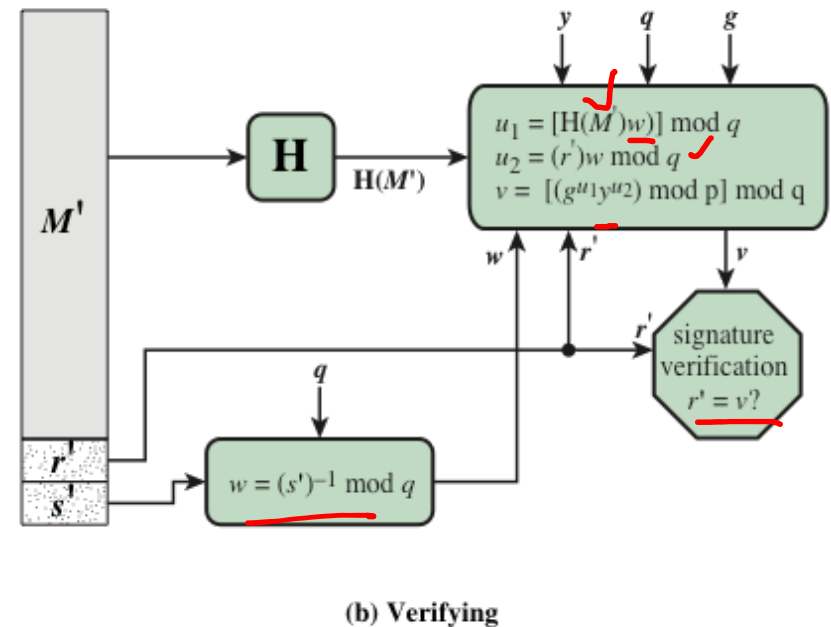 y q g
u₁ = [H(M')w)] mod q
u₂ = (r')w mod q
v = [(gᵘ¹yᵘ²) mod p] mod q
H
H(M')
M'
w
r'
v
r'
signature
verification
r' = v?
q
r'
w = (s')⁻¹ mod q
s'
(b) Verifying